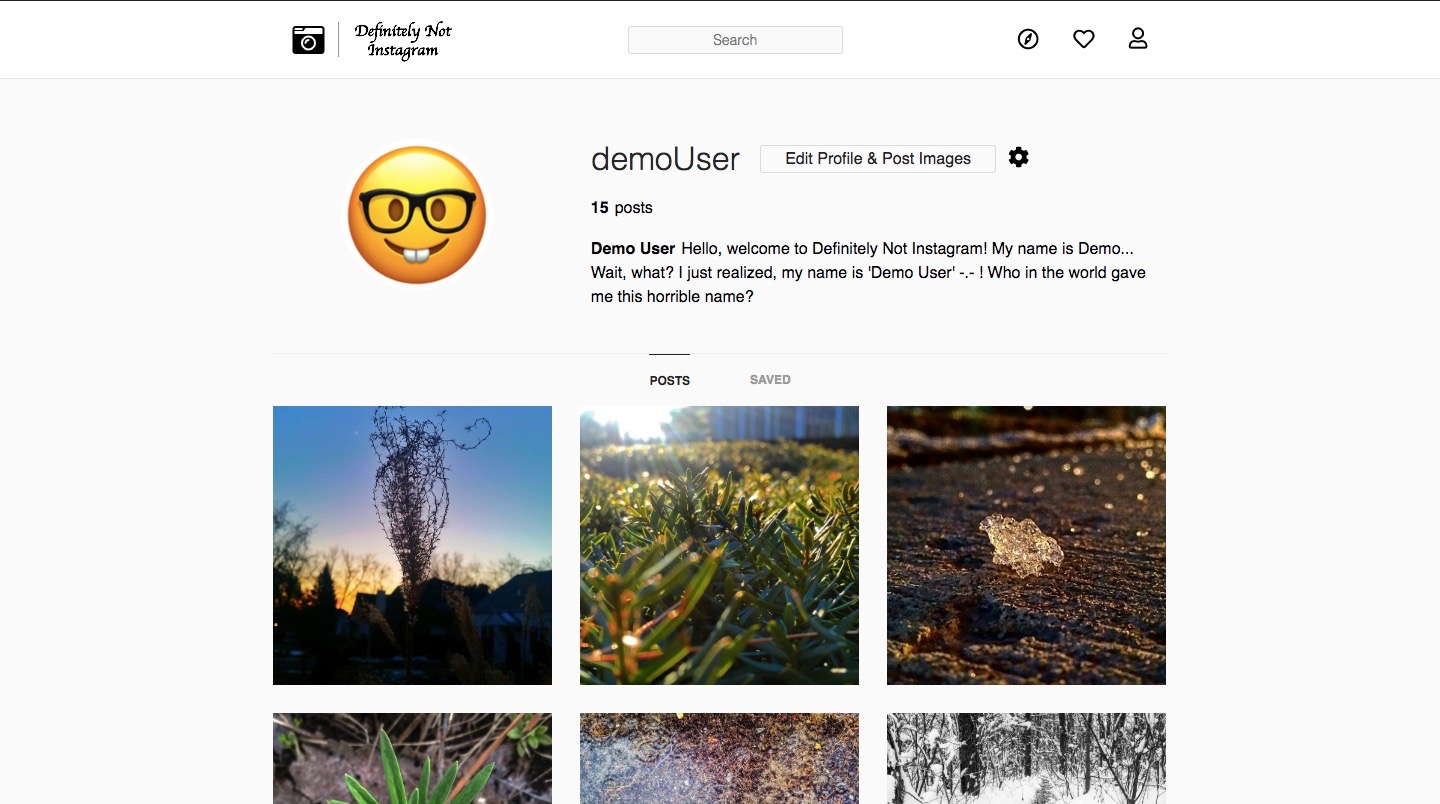 Definitely Not
Instagram
Search
demoUser
Edit Profile & Post Images
15 posts
Demo User Hello, welcome to Definitely Not Instagram! My name is Demo...
Wait, what? I just realized, my name is 'Demo User' -.- ! Who in the world gave
me this horrible name?
POSTS
SAVED